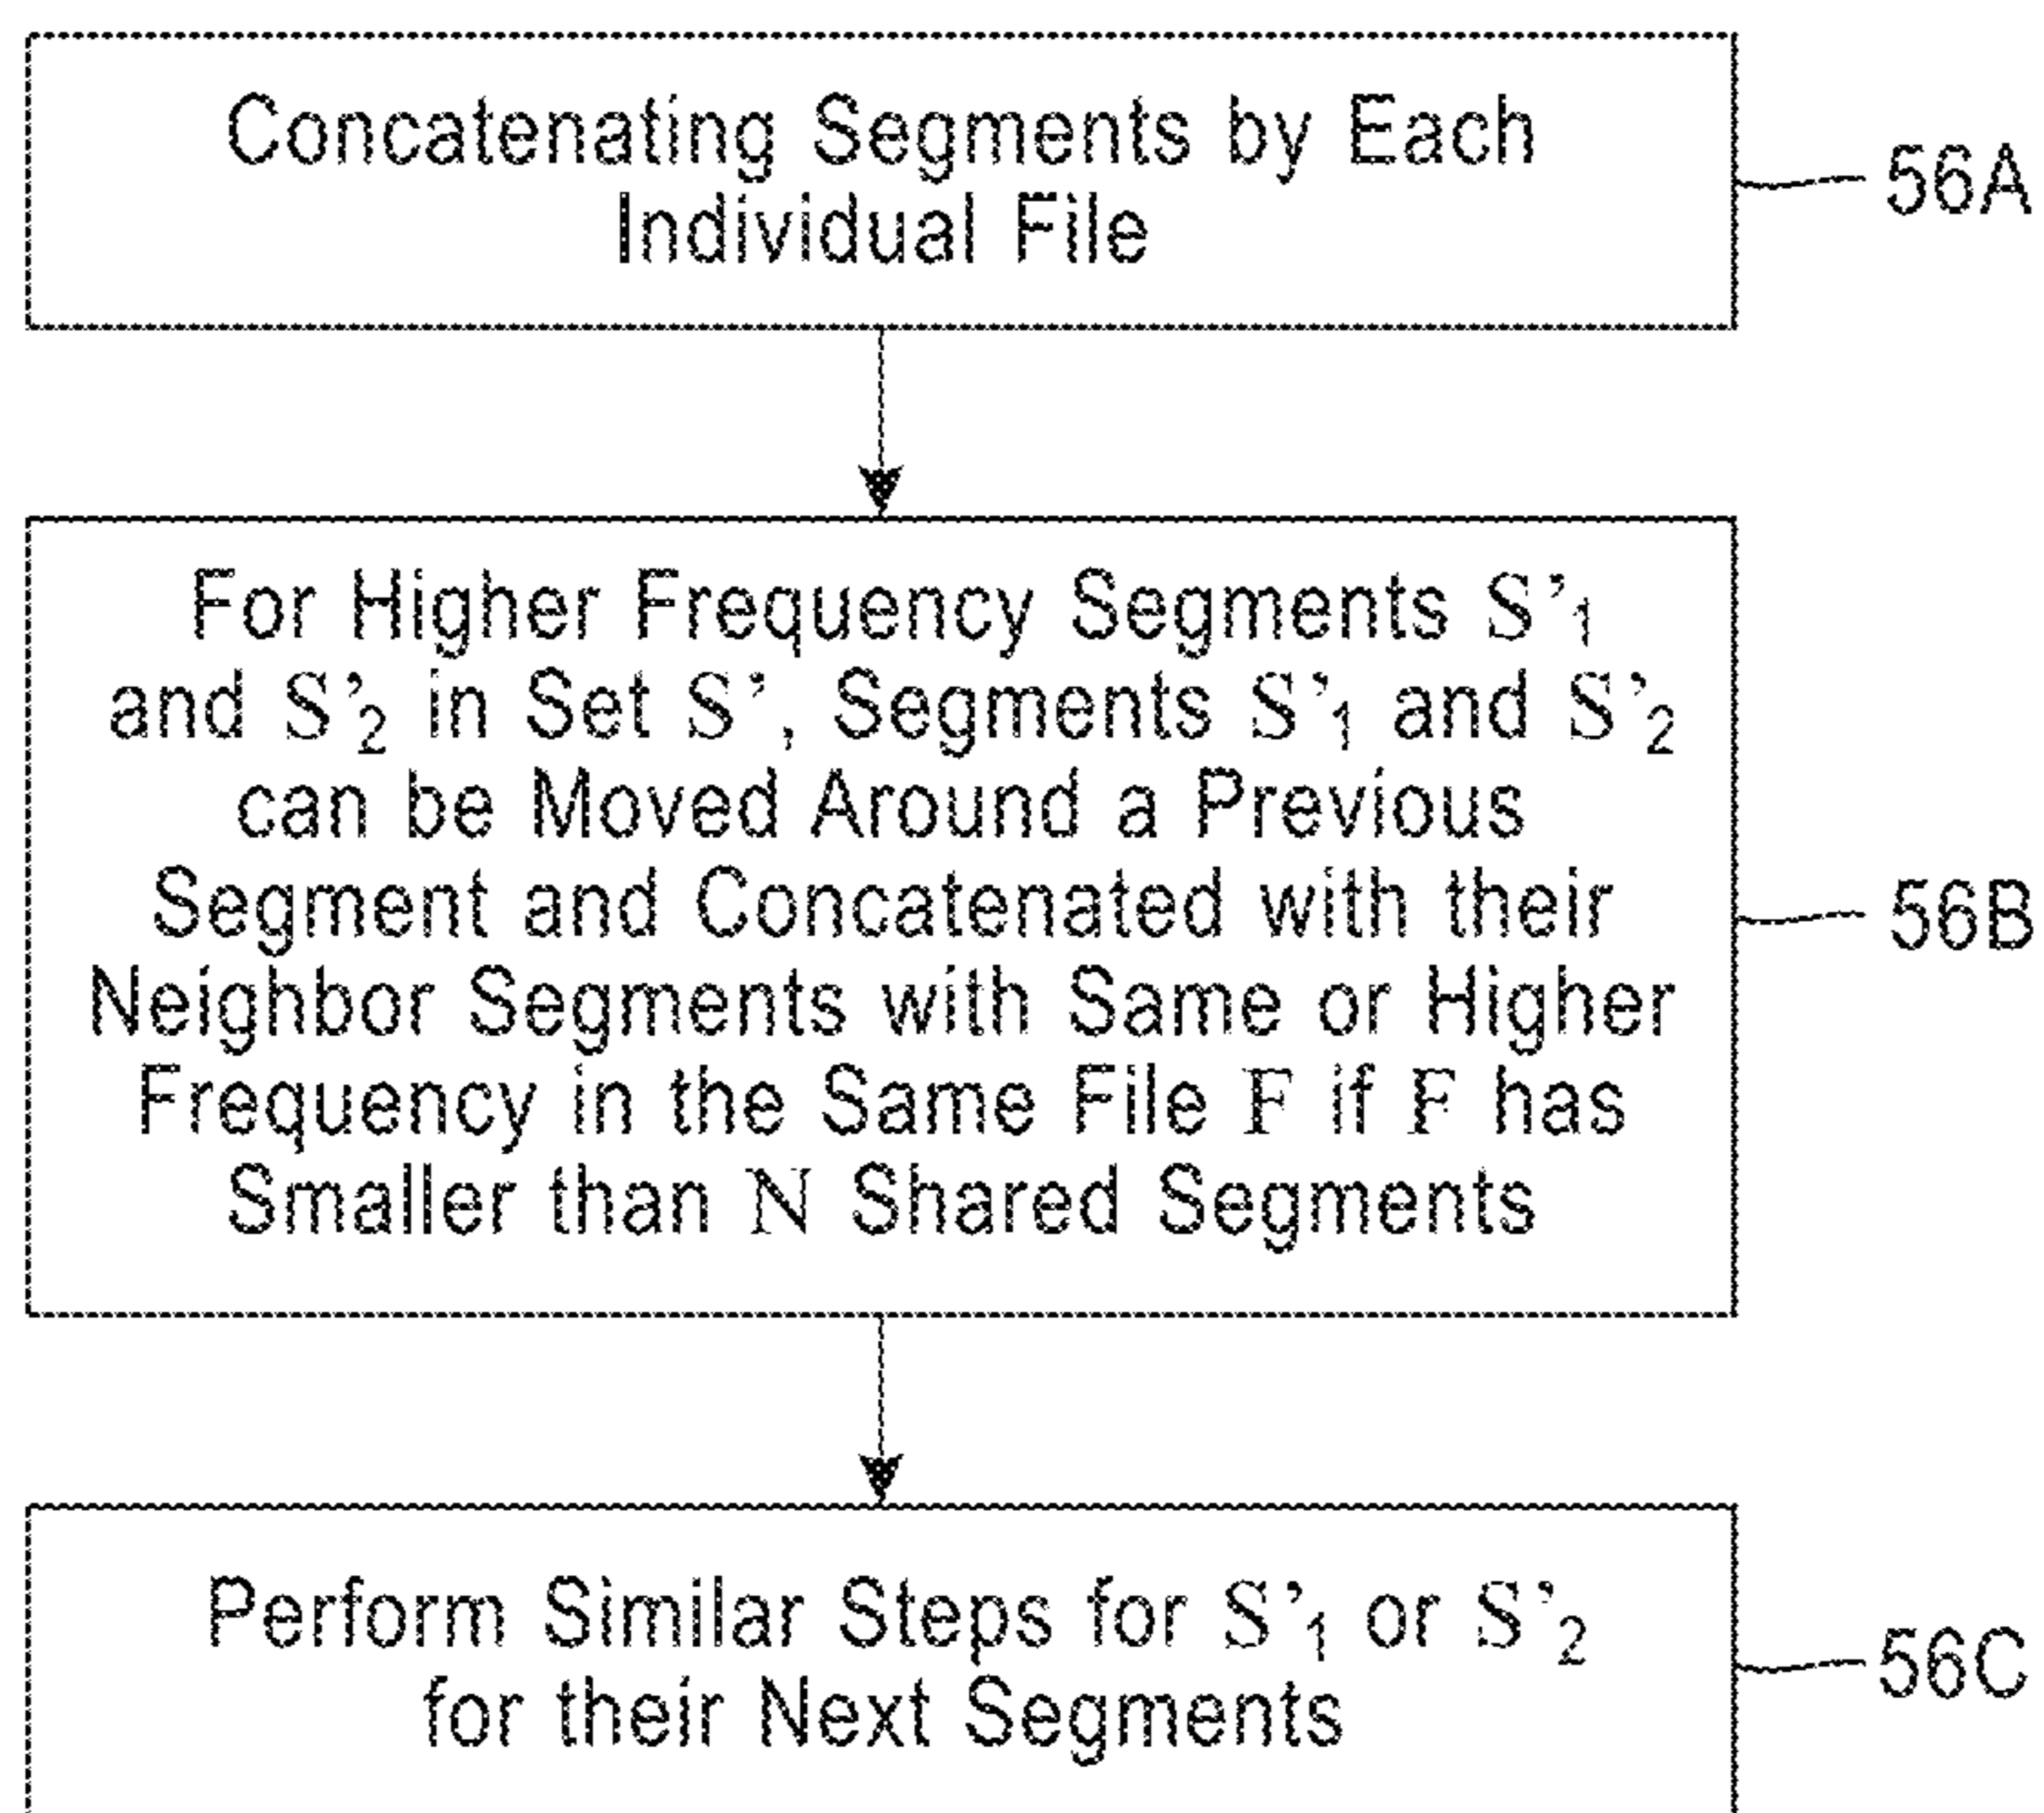 Concatenating Segments by Each
Individual File
56A
For Higher Frequency Segments S’₁
and S’₂ in Set S’, Segments S’₁ and S’₂
can be Moved Around a Previous
Segment and Concatenated with their
Neighbor Segments with Same or Higher
Frequency in the Same File F if F has
Smaller than N Shared Segments
56B
Perform Similar Steps for S’₁ or S’₂
for their Next Segments
56C